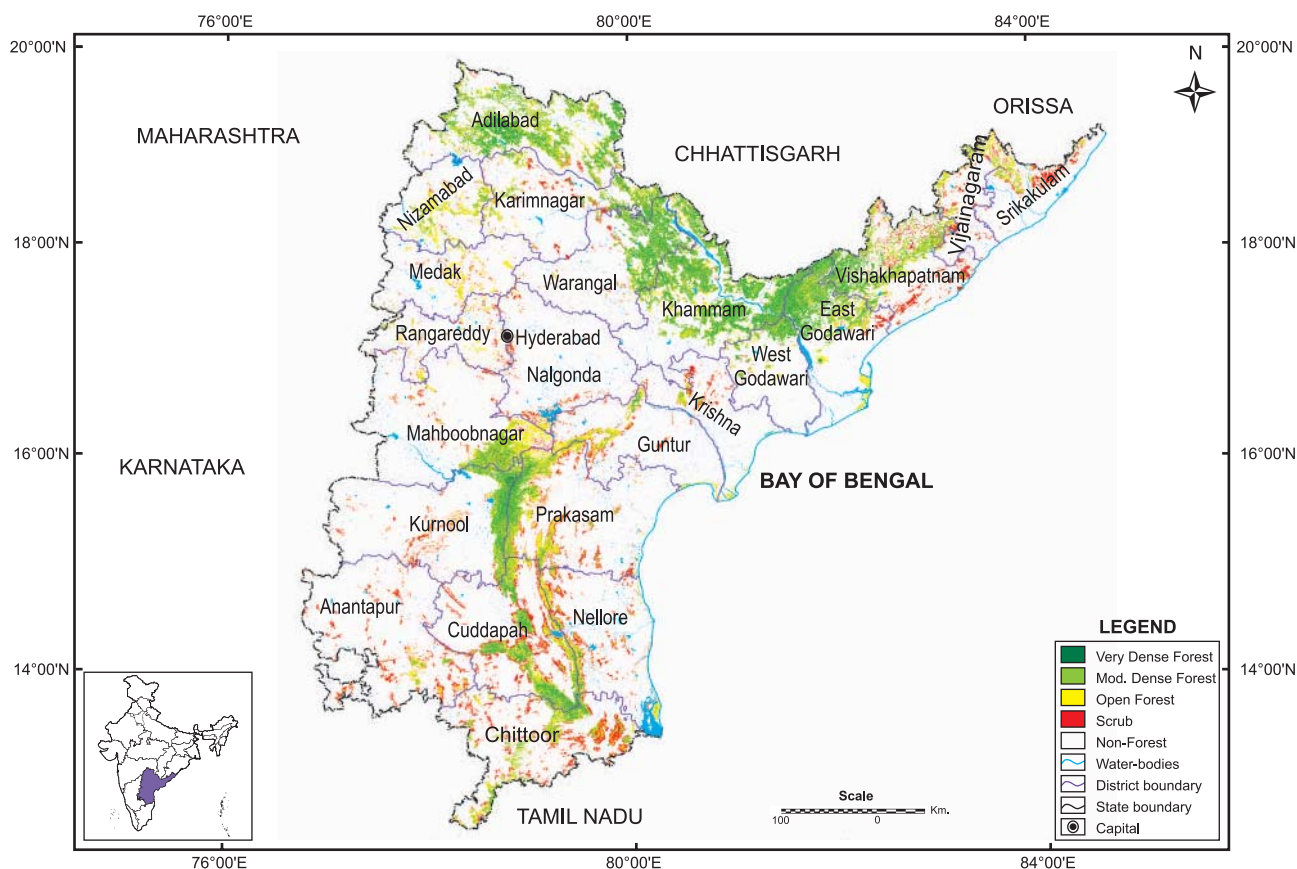 76°00'E
80°00'E
84°00'E
20°00'N
20°00'N
N
ORISSA
MAHARASHTRA
Adilabad
CHHATTISGARH
Nizamabad
Karimnagar
Vijainagaram
Srikakulam
18°00'N
18°00'N
Medak
Warangal
Vishakhapatnam
Khammam
East
Godawari
Rangareddy
Hyderabad
West
Godawari
Nalgonda
Krishna
Mahboobnagar
Guntur
16°00'N
16°00'N
KARNATAKA
BAY OF BENGAL
Kurnool
Prakasam
Anantapur
Nellore
Cuddapah
14°00'N
14°00'N
LEGEND
Very Dense Forest
Mod. Dense Forest
Open Forest
Scrub
Non-Forest
Water-bodies
District boundary
State boundary
Capital
Chittoor
TAMIL NADU
Scale
Km.
100
0
76°00'E
80°00'E
84°00'E